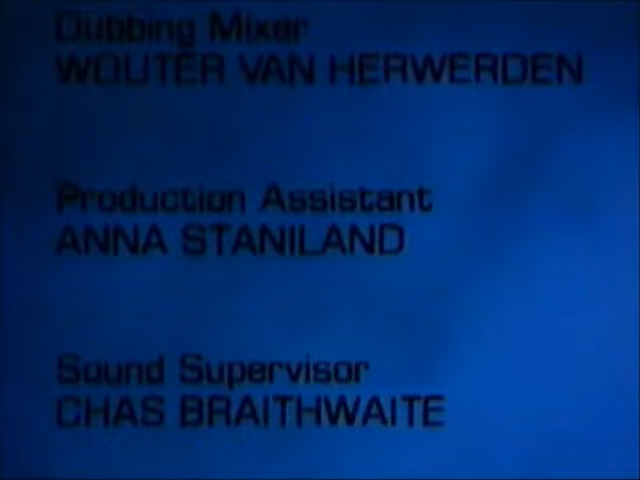 Dubbing Mixer
WOUTER VAN HERWERDEN
Production Assistant
ANNA STANILAND
Sound Supervisor
CHAS BRAITHWAITE